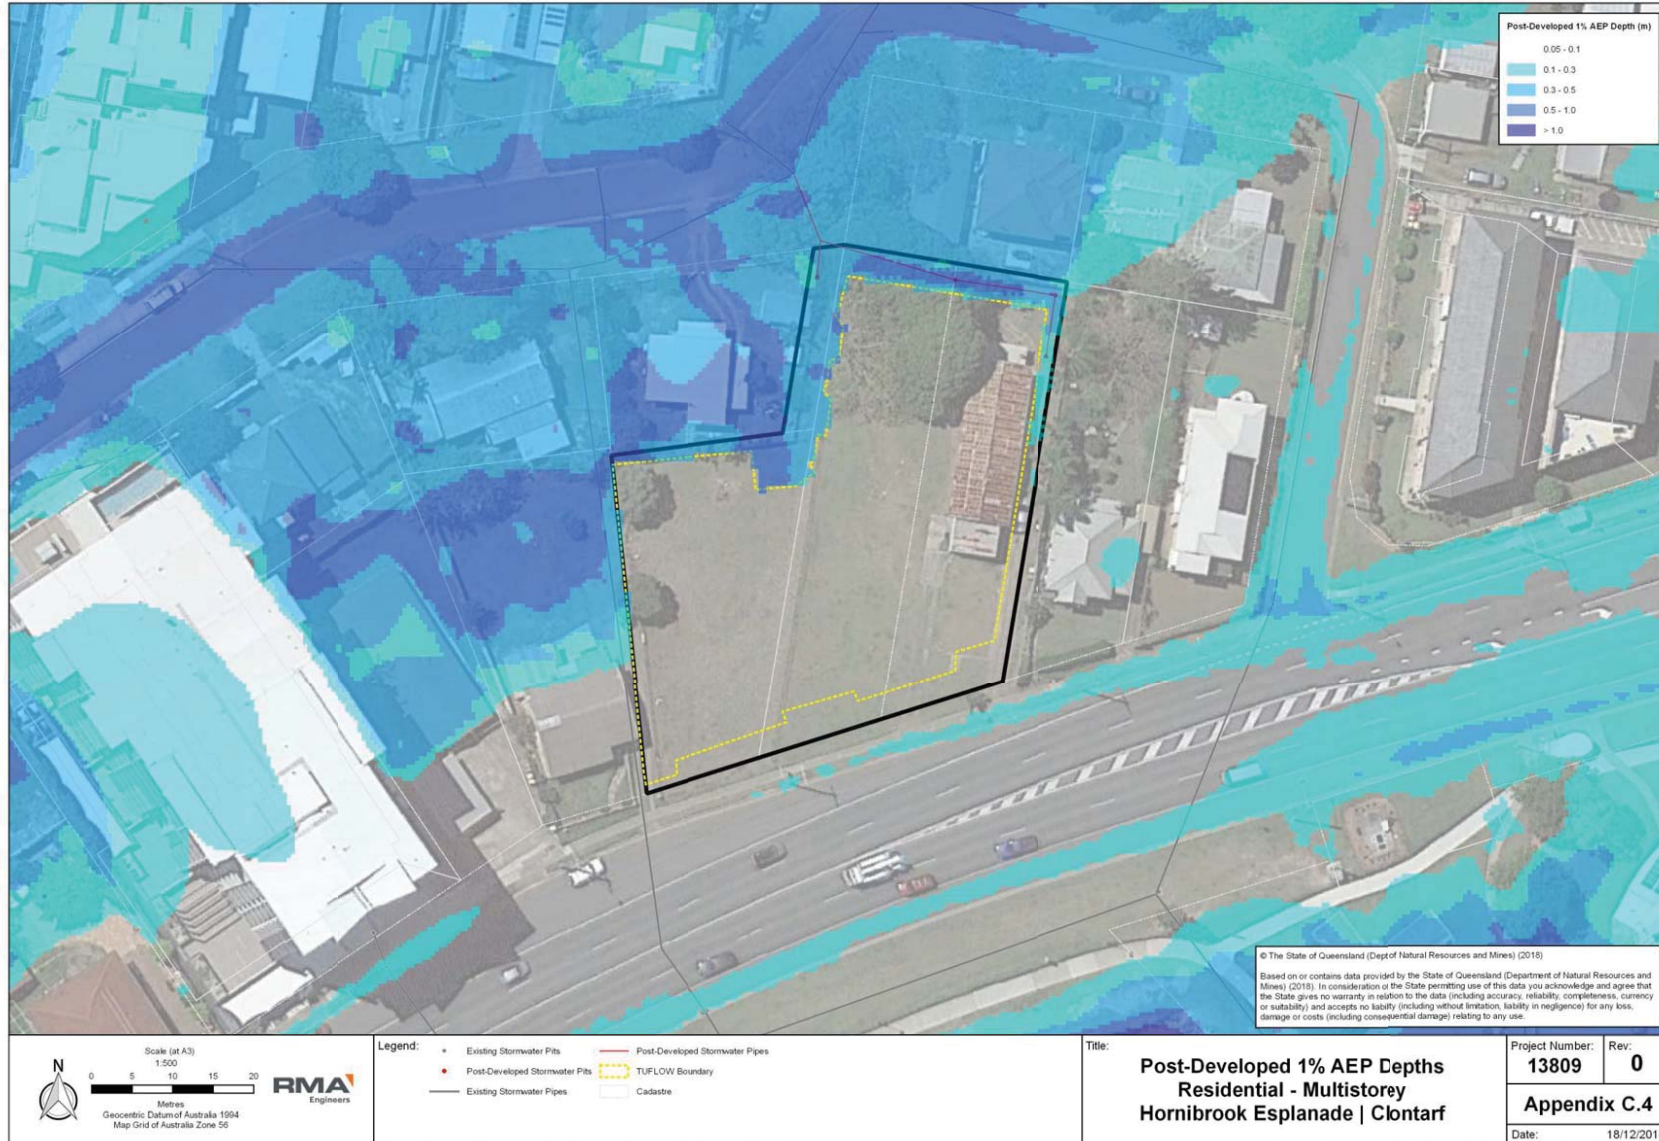 Post-Developed 1% AEP Depth (m)
0.05 - 0.1
0.1 - 0.3
0.3 - 0.5
0.5 - 1.0
> 1.0
© The State of Queensland (Dept of Natural Resources and Mines) (2018)
Based on or contains data provided by the State of Queensland (Department of Natural Resources and
Mines) (2018). In consideration of the State permitting use of this data you acknowledge and agree that
the State gives no warranty in relation to the data (including accuracy, reliability, completeness, currency
or suitability) and accepts no liability (including without limitation, liability in negligence) for any loss,
damage or costs (including consequential damage) relating to any use.
N
Scale (at A3)
1:500
0 5 10 15 20
Metres
Geocentric Datum of Australia 1994
Map Grid of Australia Zone 56
RMA
Engineers
Legend:
Existing Stormwater Pits
Post-Developed Stormwater Pits
Existing Stormwater Pipes
Post-Developed Stormwater Pipes
TUFLOW Boundary
Cadastre
Title:
Post-Developed 1% AEP Depths
Residential - Multistorey
Hornibrook Esplanade | Clontarf
Project Number:
13809
Rev:
0
Appendix C.4
Date: 18/12/201